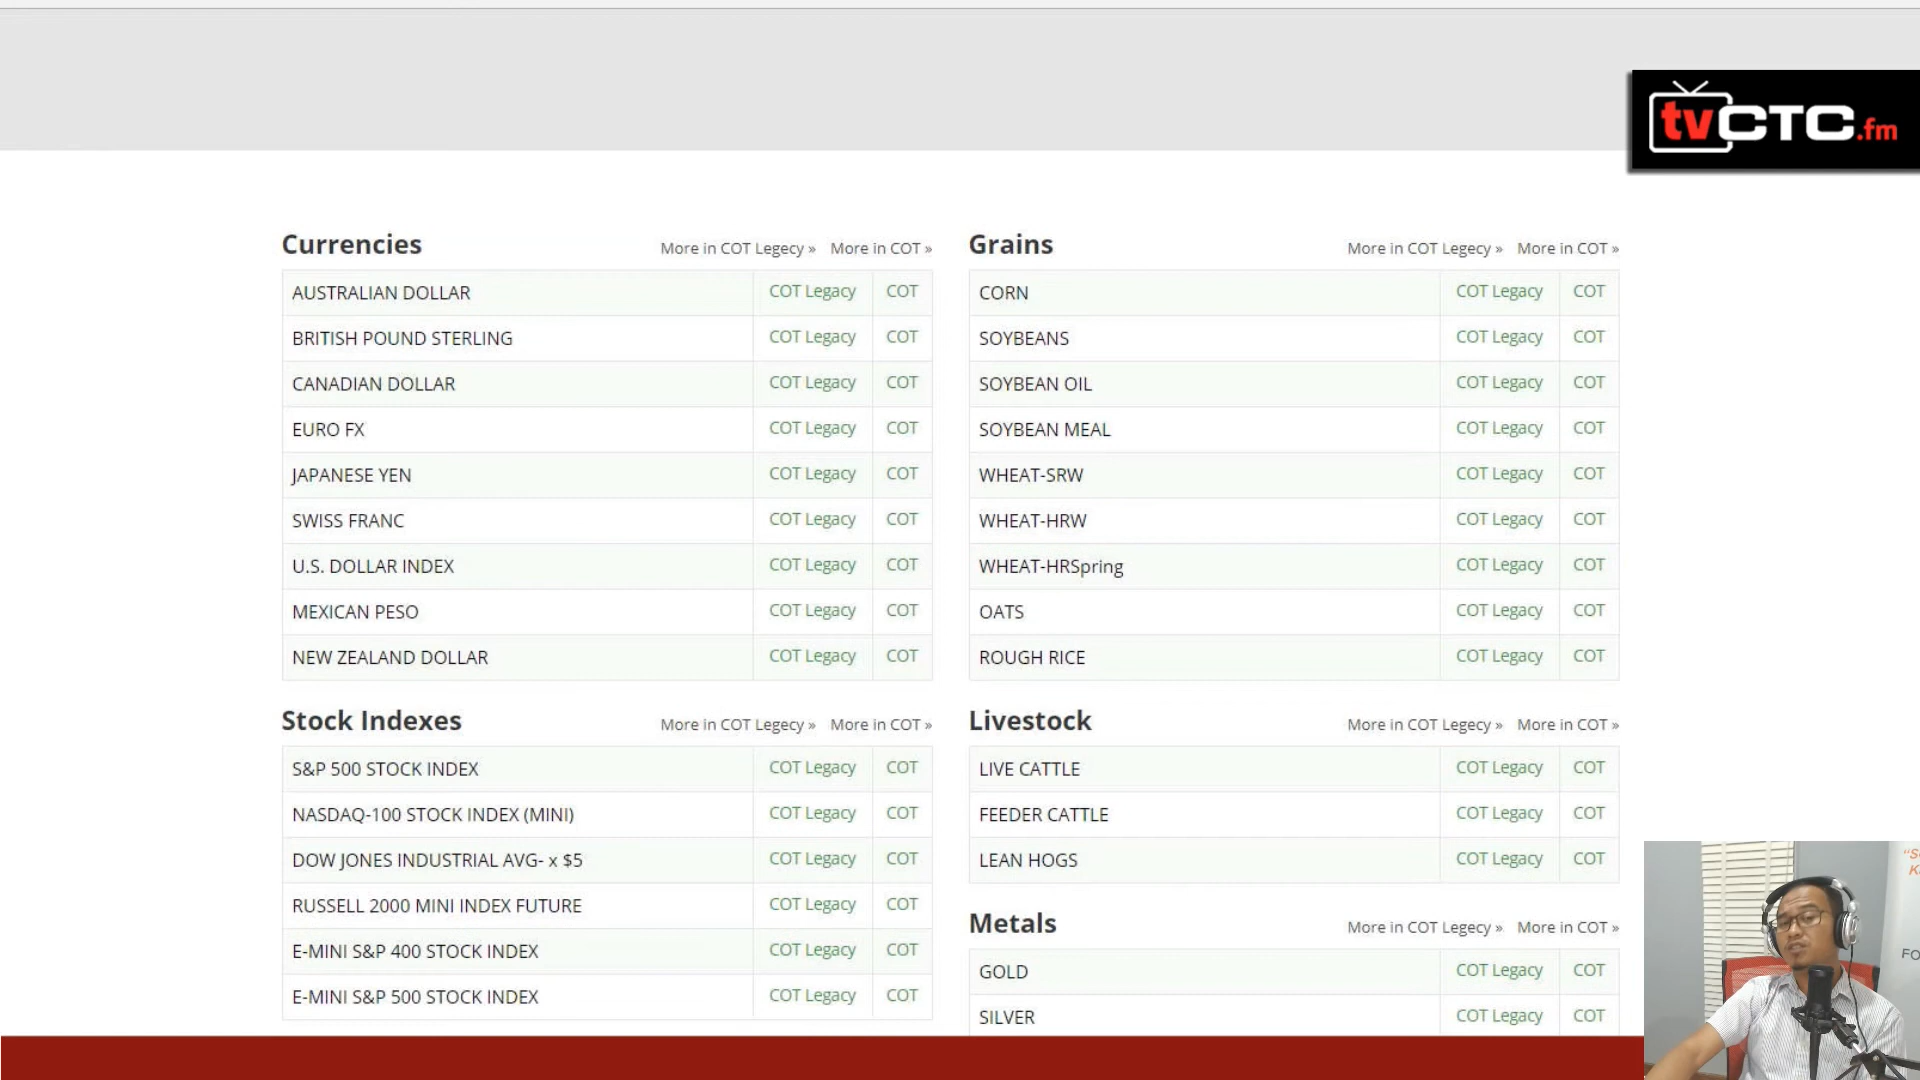 tvCTC.fm
Currencies More in COT Legecy » More in COT »
AUSTRALIAN DOLLAR COT Legacy COT
BRITISH POUND STERLING COT Legacy COT
CANADIAN DOLLAR COT Legacy COT
EURO FX COT Legacy COT
JAPANESE YEN COT Legacy COT
SWISS FRANC COT Legacy COT
U.S. DOLLAR INDEX COT Legacy COT
MEXICAN PESO COT Legacy COT
NEW ZEALAND DOLLAR COT Legacy COT
Stock Indexes More in COT Legecy » More in COT »
S&P 500 STOCK INDEX COT Legacy COT
NASDAQ-100 STOCK INDEX (MINI) COT Legacy COT
DOW JONES INDUSTRIAL AVG- x $5 COT Legacy COT
RUSSELL 2000 MINI INDEX FUTURE COT Legacy COT
E-MINI S&P 400 STOCK INDEX COT Legacy COT
E-MINI S&P 500 STOCK INDEX COT Legacy COT
Grains More in COT Legecy » More in COT »
CORN COT Legacy COT
SOYBEANS COT Legacy COT
SOYBEAN OIL COT Legacy COT
SOYBEAN MEAL COT Legacy COT
WHEAT-SRW COT Legacy COT
WHEAT-HRW COT Legacy COT
WHEAT-HRSpring COT Legacy COT
OATS COT Legacy COT
ROUGH RICE COT Legacy COT
Livestock More in COT Legecy » More in COT »
LIVE CATTLE COT Legacy COT
FEEDER CATTLE COT Legacy COT
LEAN HOGS COT Legacy COT
Metals More in COT Legecy » More in COT »
GOLD COT Legacy COT
SILVER COT Legacy COT